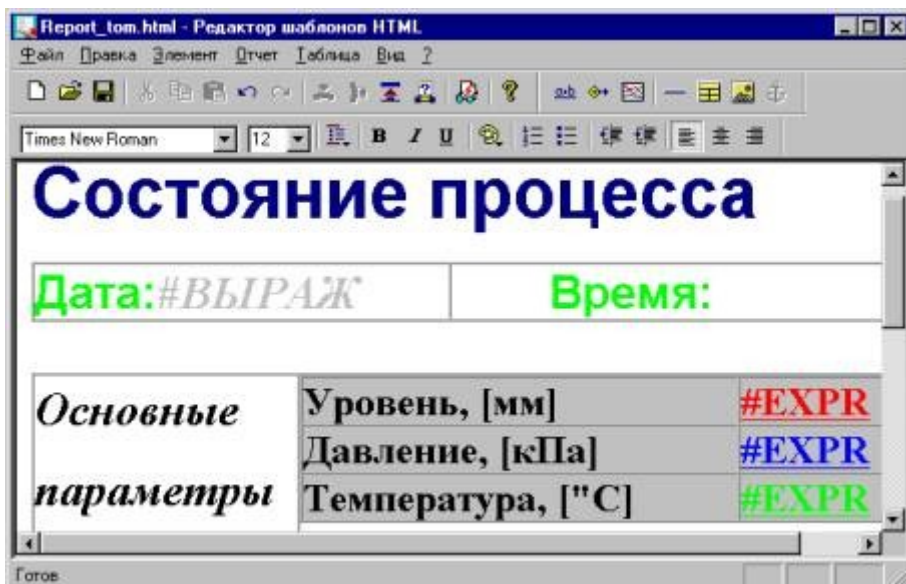 Report_tom.html - Редактор шаблонов HTML
Файл Правка Элемент Отчет Таблица Вид ?
Times New Roman 12 B I U
Состояние процесса
Дата:#ВЫРАЖ Время:
Основные параметры
Уровень, [мм] #EXPR
Давление, [кПа] #EXPR
Температура, ["С] #EXPR
Готов